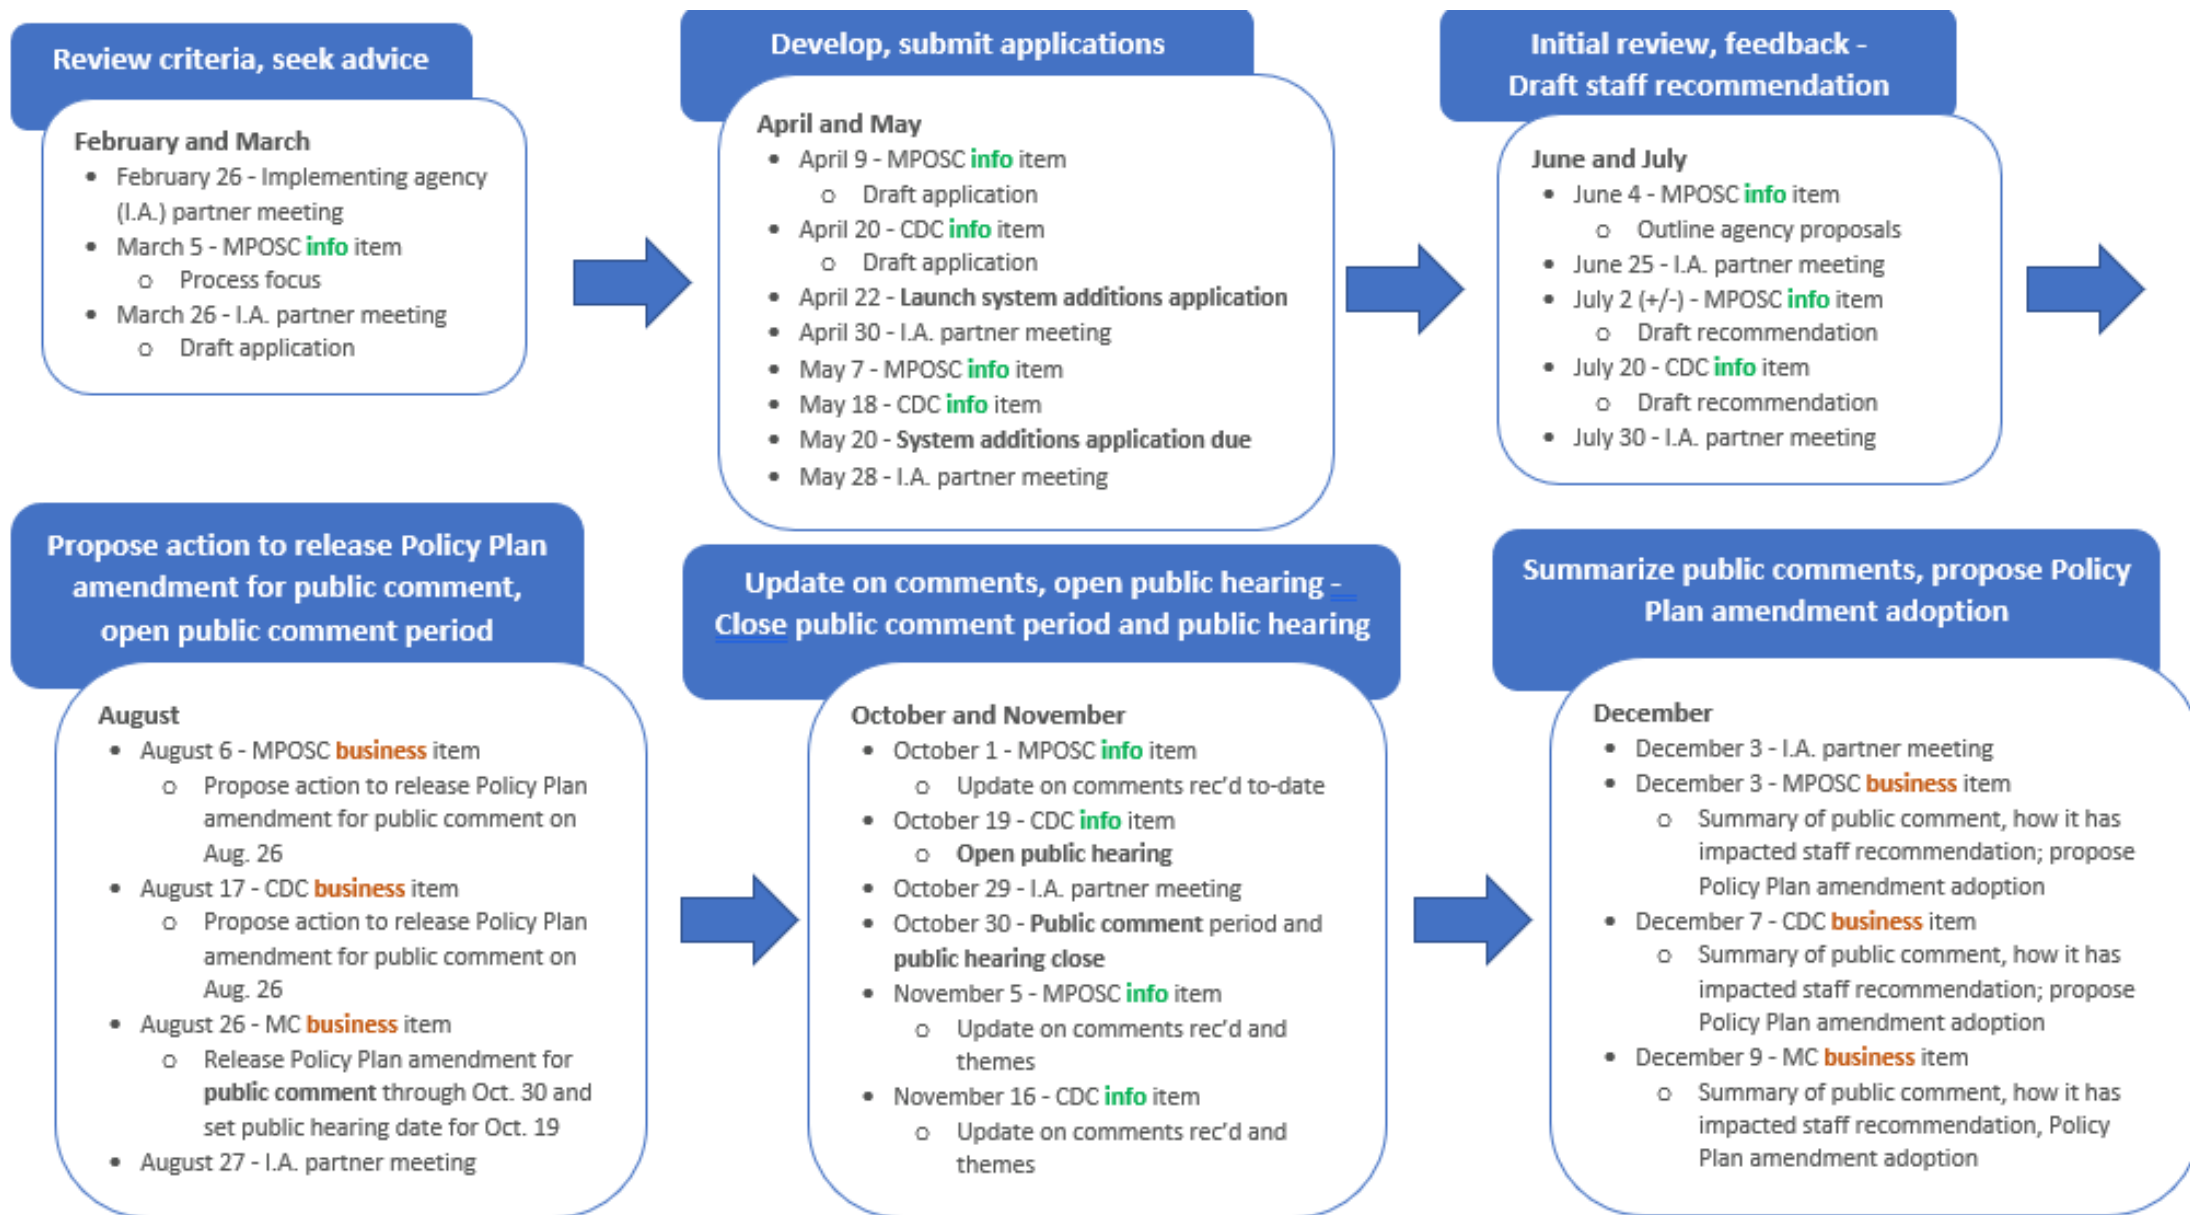 Review criteria, seek advice
February and March
• February 26 - Implementing agency
(I.A.) partner meeting
• March 5 - MPOSC info item
o Process focus
• March 26 - I.A. partner meeting
o Draft application
Develop, submit applications
April and May
• April 9 - MPOSC info item
o Draft application
• April 20 - CDC info item
o Draft application
• April 22 - Launch system additions application
• April 30 - I.A. partner meeting
• May 7 - MPOSC info item
• May 18 - CDC info item
• May 20 - System additions application due
• May 28 - I.A. partner meeting
Initial review, feedback -
Draft staff recommendation
June and July
• June 4 - MPOSC info item
o Outline agency proposals
• June 25 - I.A. partner meeting
• July 2 (+/-) - MPOSC info item
o Draft recommendation
• July 20 - CDC info item
o Draft recommendation
• July 30 - I.A. partner meeting
Propose action to release Policy Plan
amendment for public comment,
open public comment period
August
• August 6 - MPOSC business item
o Propose action to release Policy Plan
amendment for public comment on
Aug. 26
• August 17 - CDC business item
o Propose action to release Policy Plan
amendment for public comment on
Aug. 26
• August 26 - MC business item
o Release Policy Plan amendment for
public comment through Oct. 30 and
set public hearing date for Oct. 19
• August 27 - I.A. partner meeting
Update on comments, open public hearing -
Close public comment period and public hearing
October and November
• October 1 - MPOSC info item
o Update on comments rec'd to-date
• October 19 - CDC info item
o Open public hearing
• October 29 - I.A. partner meeting
• October 30 - Public comment period and
public hearing close
• November 5 - MPOSC info item
o Update on comments rec'd and
themes
• November 16 - CDC info item
o Update on comments rec'd and
themes
Summarize public comments, propose Policy
Plan amendment adoption
December
• December 3 - I.A. partner meeting
• December 3 - MPOSC business item
o Summary of public comment, how it has
impacted staff recommendation; propose
Policy Plan amendment adoption
• December 7 - CDC business item
o Summary of public comment, how it has
impacted staff recommendation; propose
Policy Plan amendment adoption
• December 9 - MC business item
o Summary of public comment, how it has
impacted staff recommendation, Policy
Plan amendment adoption